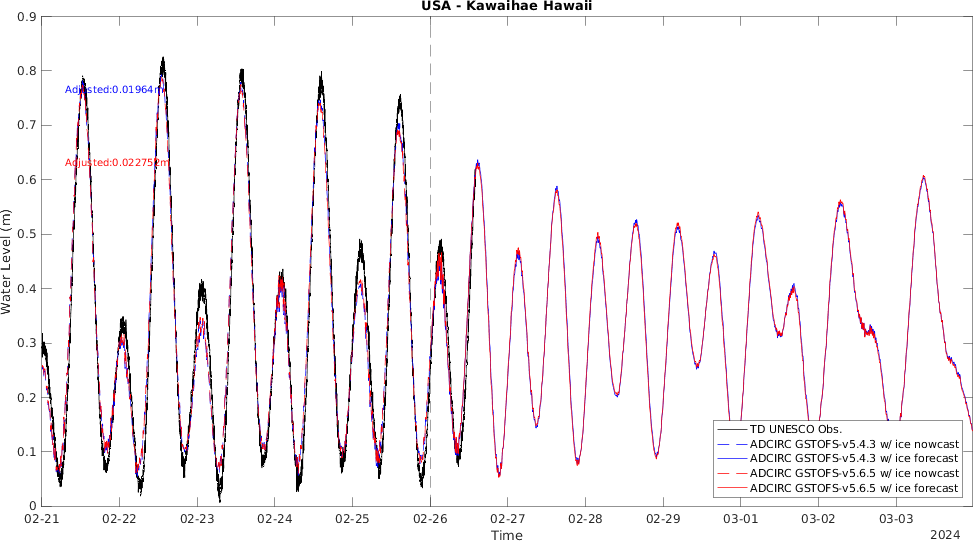 USA - Kawaihae Hawaii
0.9
0.8
0.7
0.6
0.5
0.4
0.3
0.2
0.1
0
Water Level (m)
Adjusted:0.01964m
Adjusted:0.022752m
TD UNESCO Obs.
ADCIRC GSTOFS-v5.4.3 w/ ice nowcast
ADCIRC GSTOFS-v5.4.3 w/ ice forecast
ADCIRC GSTOFS-v5.6.5 w/ ice nowcast
ADCIRC GSTOFS-v5.6.5 w/ ice forecast
02-21 02-22 02-23 02-24 02-25 02-26 02-27 02-28 02-29 03-01 03-02 03-03
Time
2024